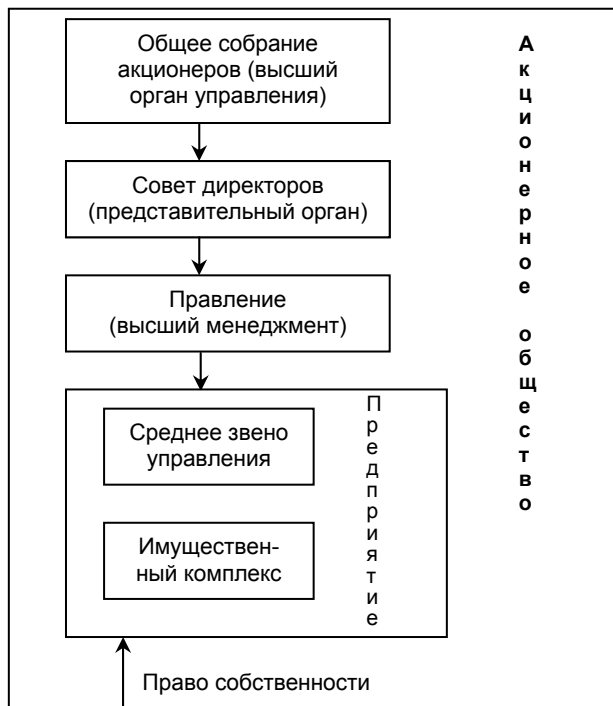 Общее собрание
акционеров (высший
орган управления)
Совет директоров
(представительный орган)
Правление
(высший менеджмент)
Среднее звено
управления
Имуществен-
ный комплекс
Предприятие
Право собственности
Акционерное общество